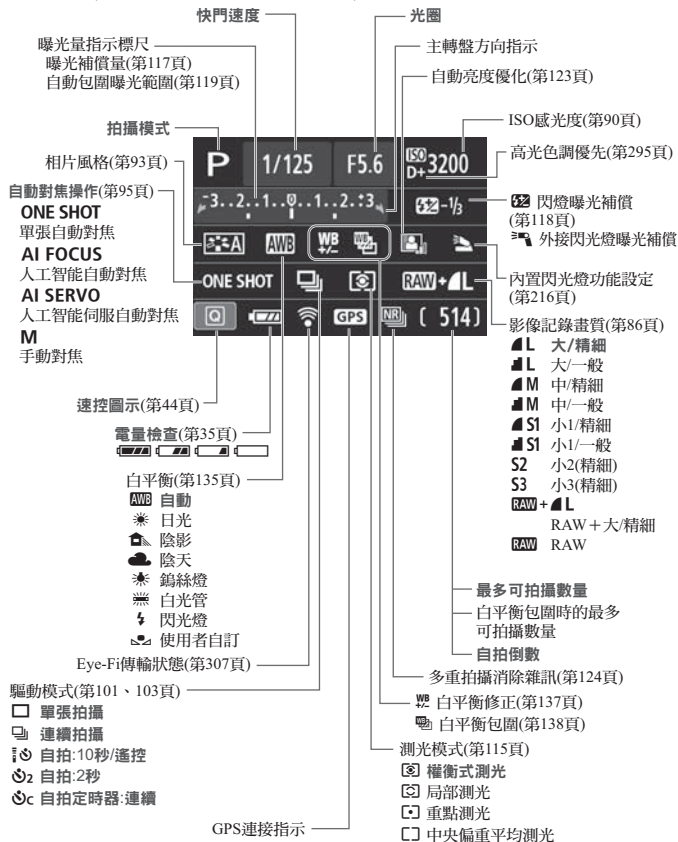 快門速度
光圈
曝光量指示標尺
曝光補償量(第117頁)
自動包圍曝光範圍(第119頁)
主轉盤方向指示
自動亮度優化(第123頁)
拍攝模式
ISO感光度(第90頁)
相片風格(第93頁)
高光色調優先(第295頁)
自動對焦操作(第95頁)
ONE SHOT
單張自動對焦
AI FOCUS
人工智能自動對焦
AI SERVO
人工智能伺服自動對焦
M
手動對焦
P 1/125 F5.6 ISO D+ 3200
-3..2..1..0..1..2.+3
A AWB WB +/- WB -1/3
ONE SHOT RAW+L
Q GPS NR ( 514)
閃燈曝光補償
(第118頁)
外接閃光燈曝光補償
內置閃光燈功能設定
(第216頁)
影像記錄畫質(第86頁)
L 大/精細
L 大/一般
M 中/精細
M 中/一般
S1 小1/精細
S1 小1/一般
S2 小2(精細)
S3 小3(精細)
RAW+L
RAW+大/精細
RAW RAW
速控圖示(第44頁)
電量檢查(第35頁)
白平衡(第135頁)
AWB 自動
日光
陰影
陰天
鎢絲燈
白光管
閃光燈
使用者自訂
Eye-Fi傳輸狀態(第307頁)
驅動模式(第101、103頁)
單張拍攝
連續拍攝
自拍:10秒/遙控
2 自拍:2秒
C 自拍定時器:連續
GPS連接指示
最多可拍攝數量
白平衡包圍時的最多
可拍攝數量
自拍倒數
多重拍攝消除雜訊(第124頁)
WB +/- 白平衡修正(第137頁)
WB 白平衡包圍(第138頁)
測光模式(第115頁)
權衡式測光
局部測光
重點測光
中央偏重平均測光